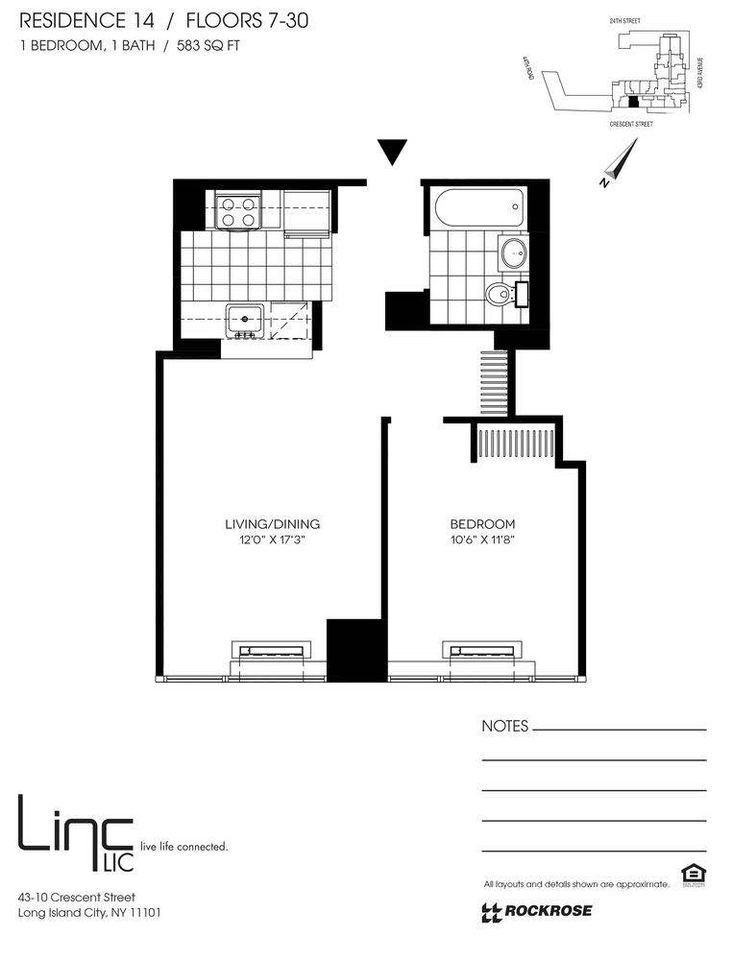 RESIDENCE 14 / FLOORS 7-30
1 BEDROOM, 1 BATH / 583 SQ FT
24TH STREET
43RD AVENUE
CRESCENT STREET
N
LIVING/DINING
12'0" X 17'3"
BEDROOM
10'6" X 11'8"
NOTES
Linc
LIC
live life connected.
43-10 Crescent Street
Long Island City, NY 11101
All layouts and details shown are approximate.
ROCKROSE